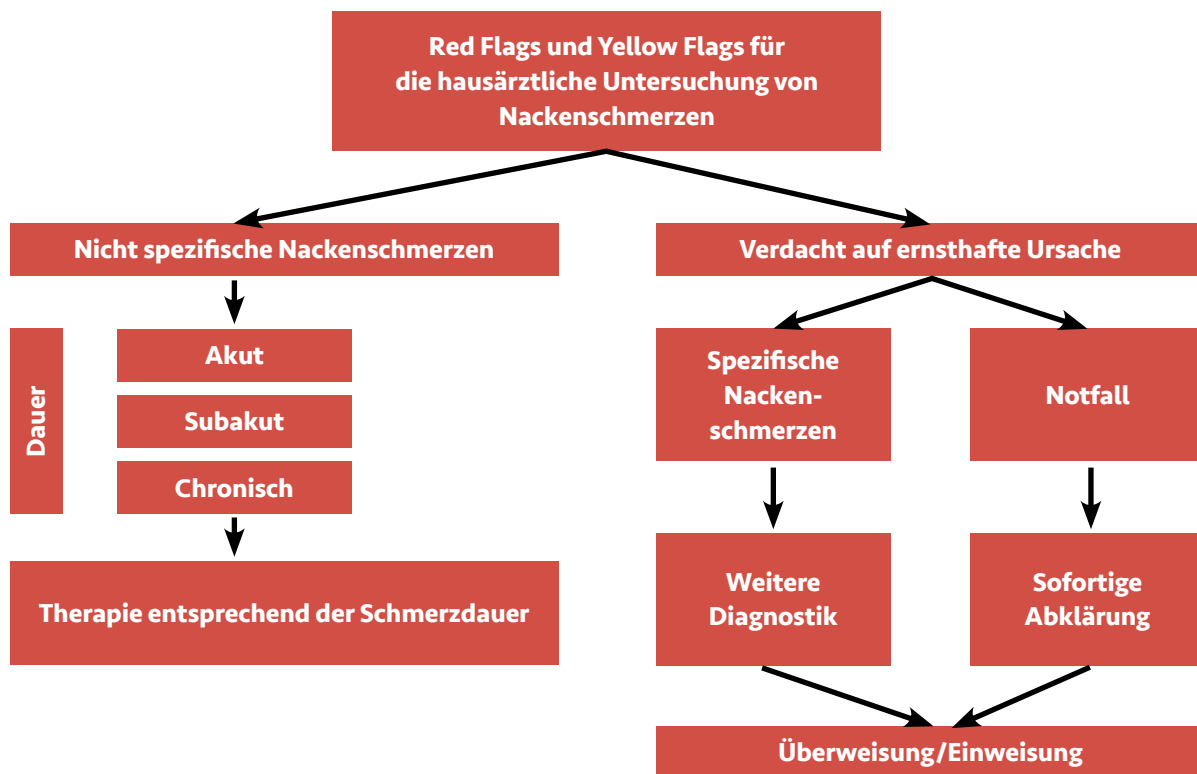 Red Flags und Yellow Flags für
die hausärztliche Untersuchung von
Nackenschmerzen
Nicht spezifische Nackenschmerzen
Verdacht auf ernsthafte Ursache
Dauer
Akut
Subakut
Chronisch
Therapie entsprechend der Schmerzdauer
Spezifische
Nacken-
schmerzen
Notfall
Weitere
Diagnostik
Sofortige
Abklärung
Überweisung/Einweisung